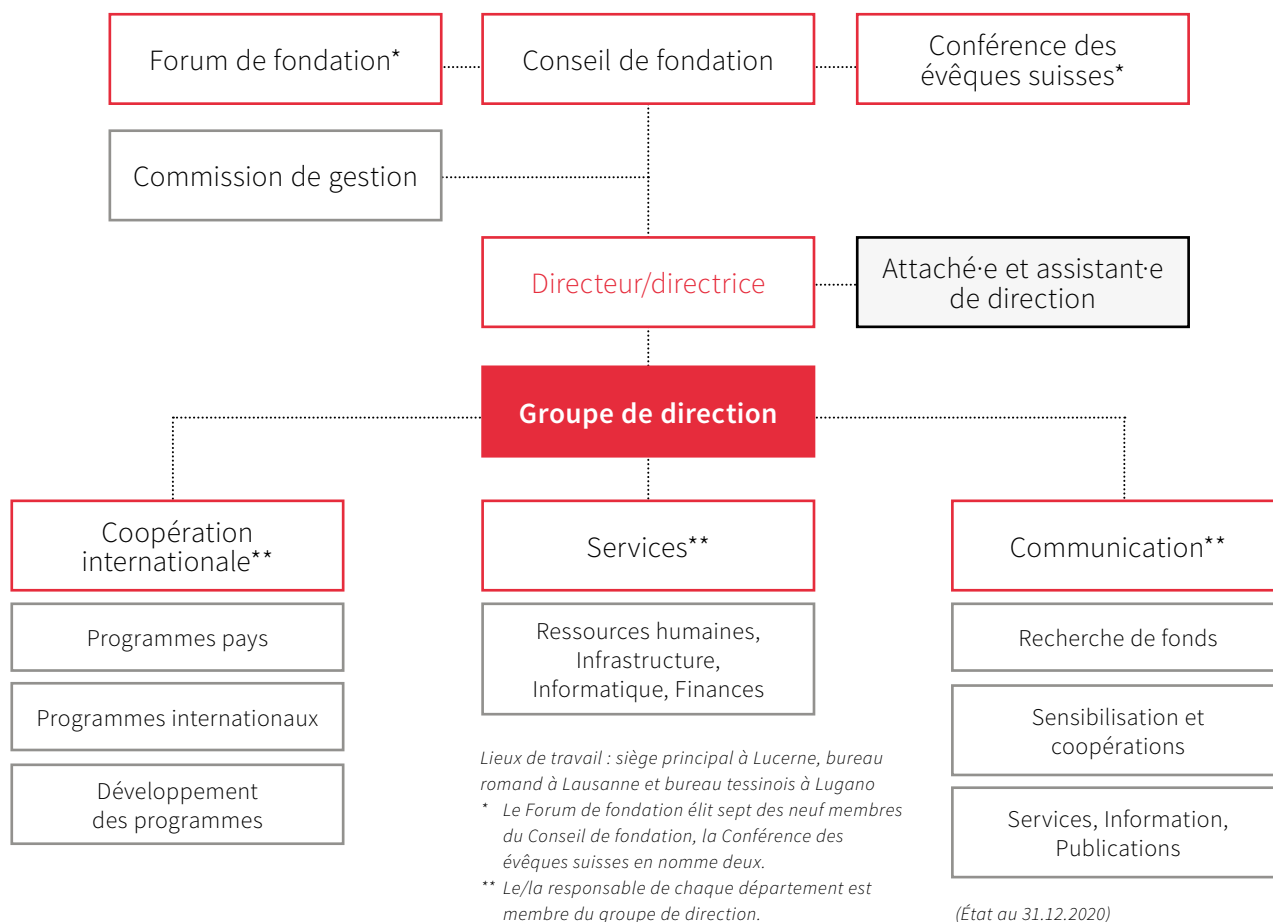 Forum de fondation*
Conseil de fondation
Conférence des
évêques suisses*
Commission de gestion
Directeur/directrice
Attaché·e et assistant·e
de direction
Groupe de direction
Coopération
internationale**
Services**
Communication**
Programmes pays
Programmes internationaux
Développement
des programmes
Ressources humaines,
Infrastructure,
Informatique, Finances
Recherche de fonds
Sensibilisation et
coopérations
Services, Information,
Publications
Lieux de travail : siège principal à Lucerne, bureau
romand à Lausanne et bureau tessinois à Lugano
* Le Forum de fondation élit sept des neuf membres
du Conseil de fondation, la Conférence des
évêques suisses en nomme deux.
** Le/la responsable de chaque département est
membre du groupe de direction.
(État au 31.12.2020)